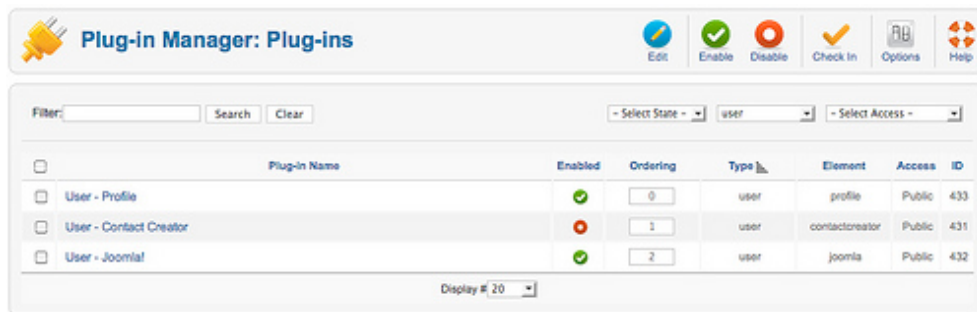 Plug-in Manager: Plug-ins
Edit Enable Disable Check In Options Help
Filter: Search Clear - Select State - user - Select Access -
Plug-in Name Enabled Ordering Type Element Access ID
User - Profile 0 user profile Public 433
User - Contact Creator 1 user contactcreator Public 431
User - Joomla! 2 user joomla Public 432
Display # 20